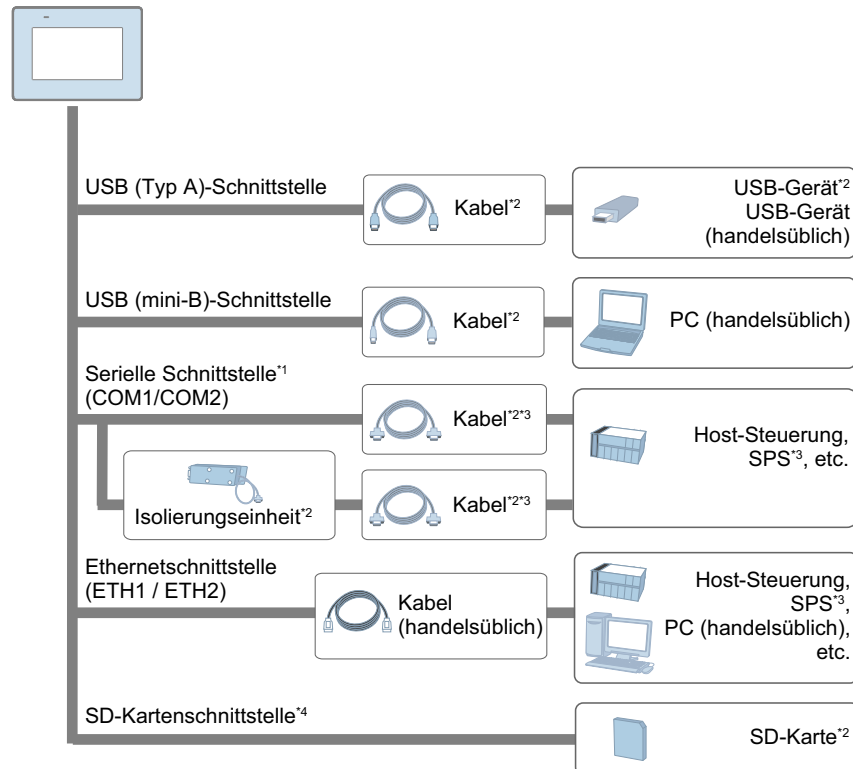 USB (Typ A)-Schnittstelle
Kabel*2
USB-Gerät*2
USB-Gerät
(handelsüblich)
USB (mini-B)-Schnittstelle
Kabel*2
PC (handelsüblich)
Serielle Schnittstelle*1
(COM1/COM2)
Kabel*2*3
Host-Steuerung,
SPS*3, etc.
Isolierungseinheit*2
Kabel*2*3
Ethernetschnittstelle
(ETH1 / ETH2)
Kabel
(handelsüblich)
Host-Steuerung,
SPS*3,
PC (handelsüblich),
etc.
SD-Kartenschnittstelle*4
SD-Karte*2